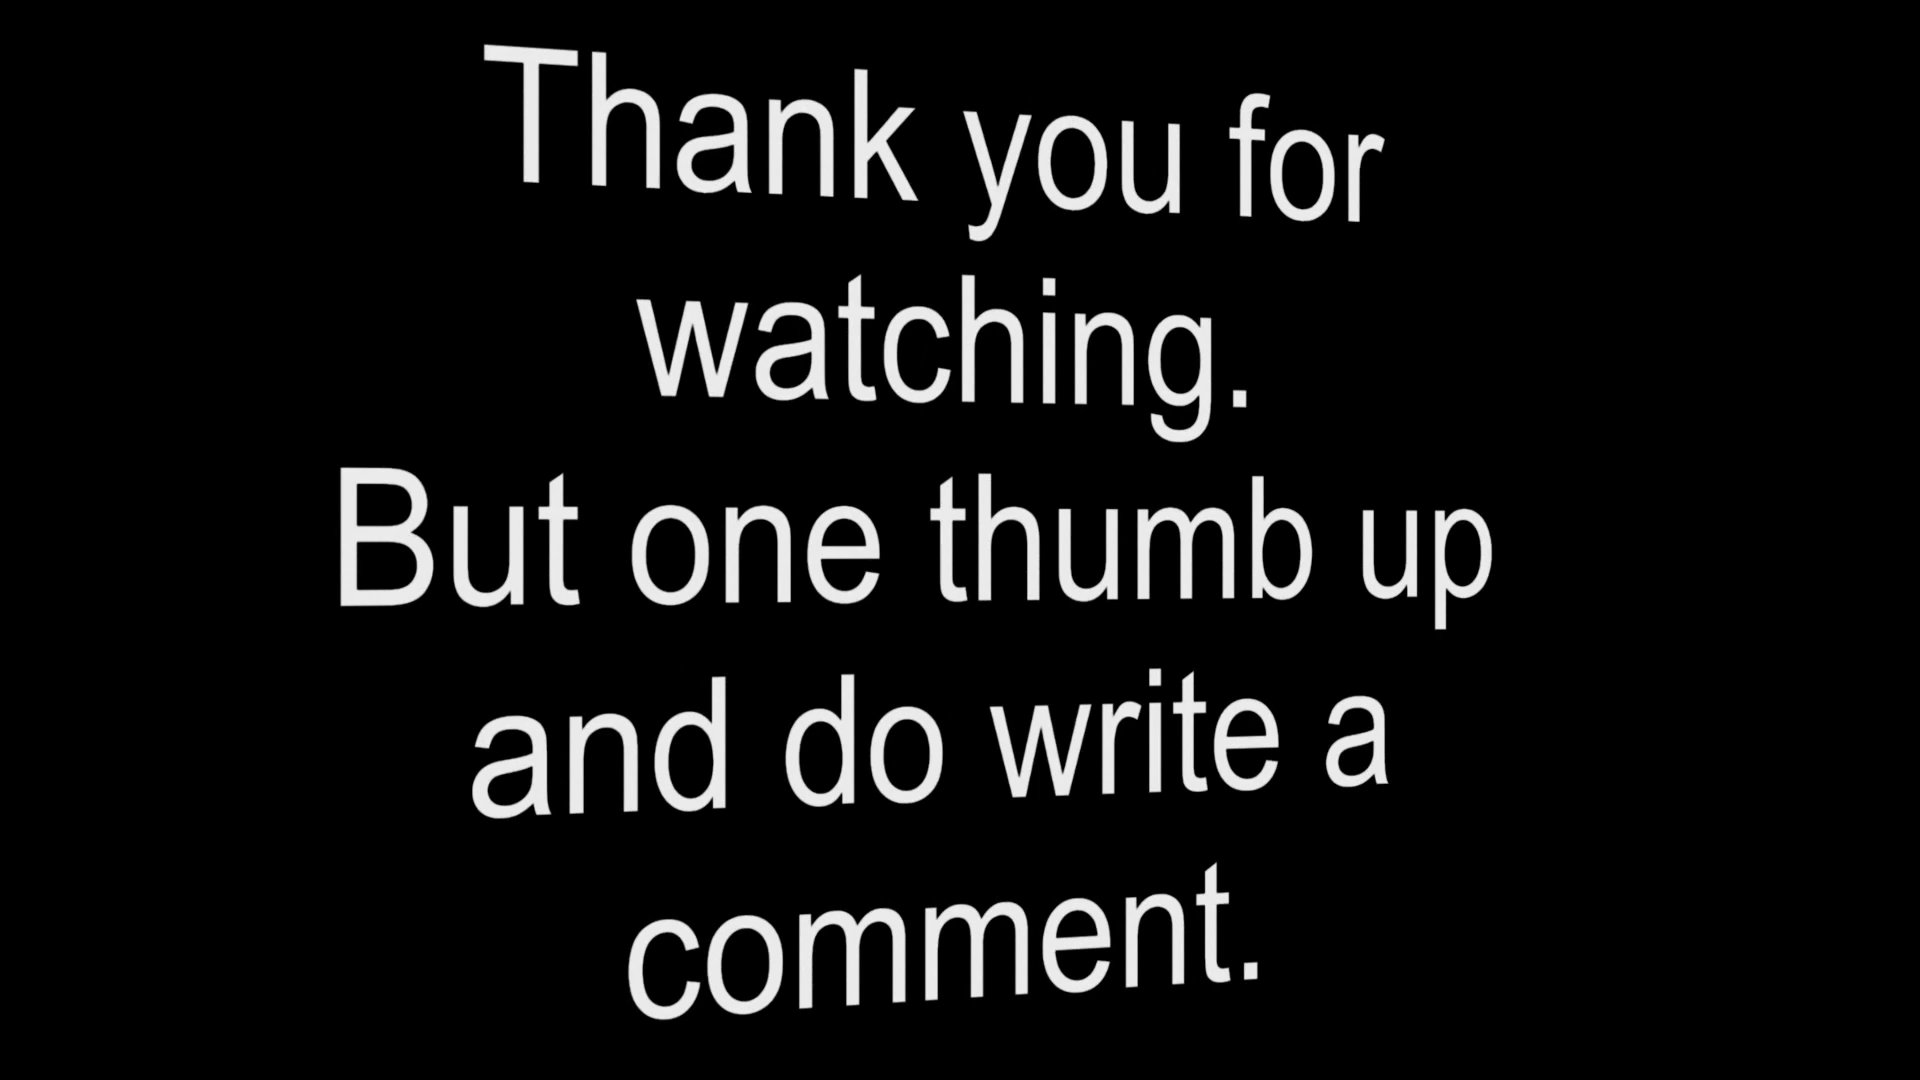 Thank you for
watching.
But one thumb up
and do write a
comment.